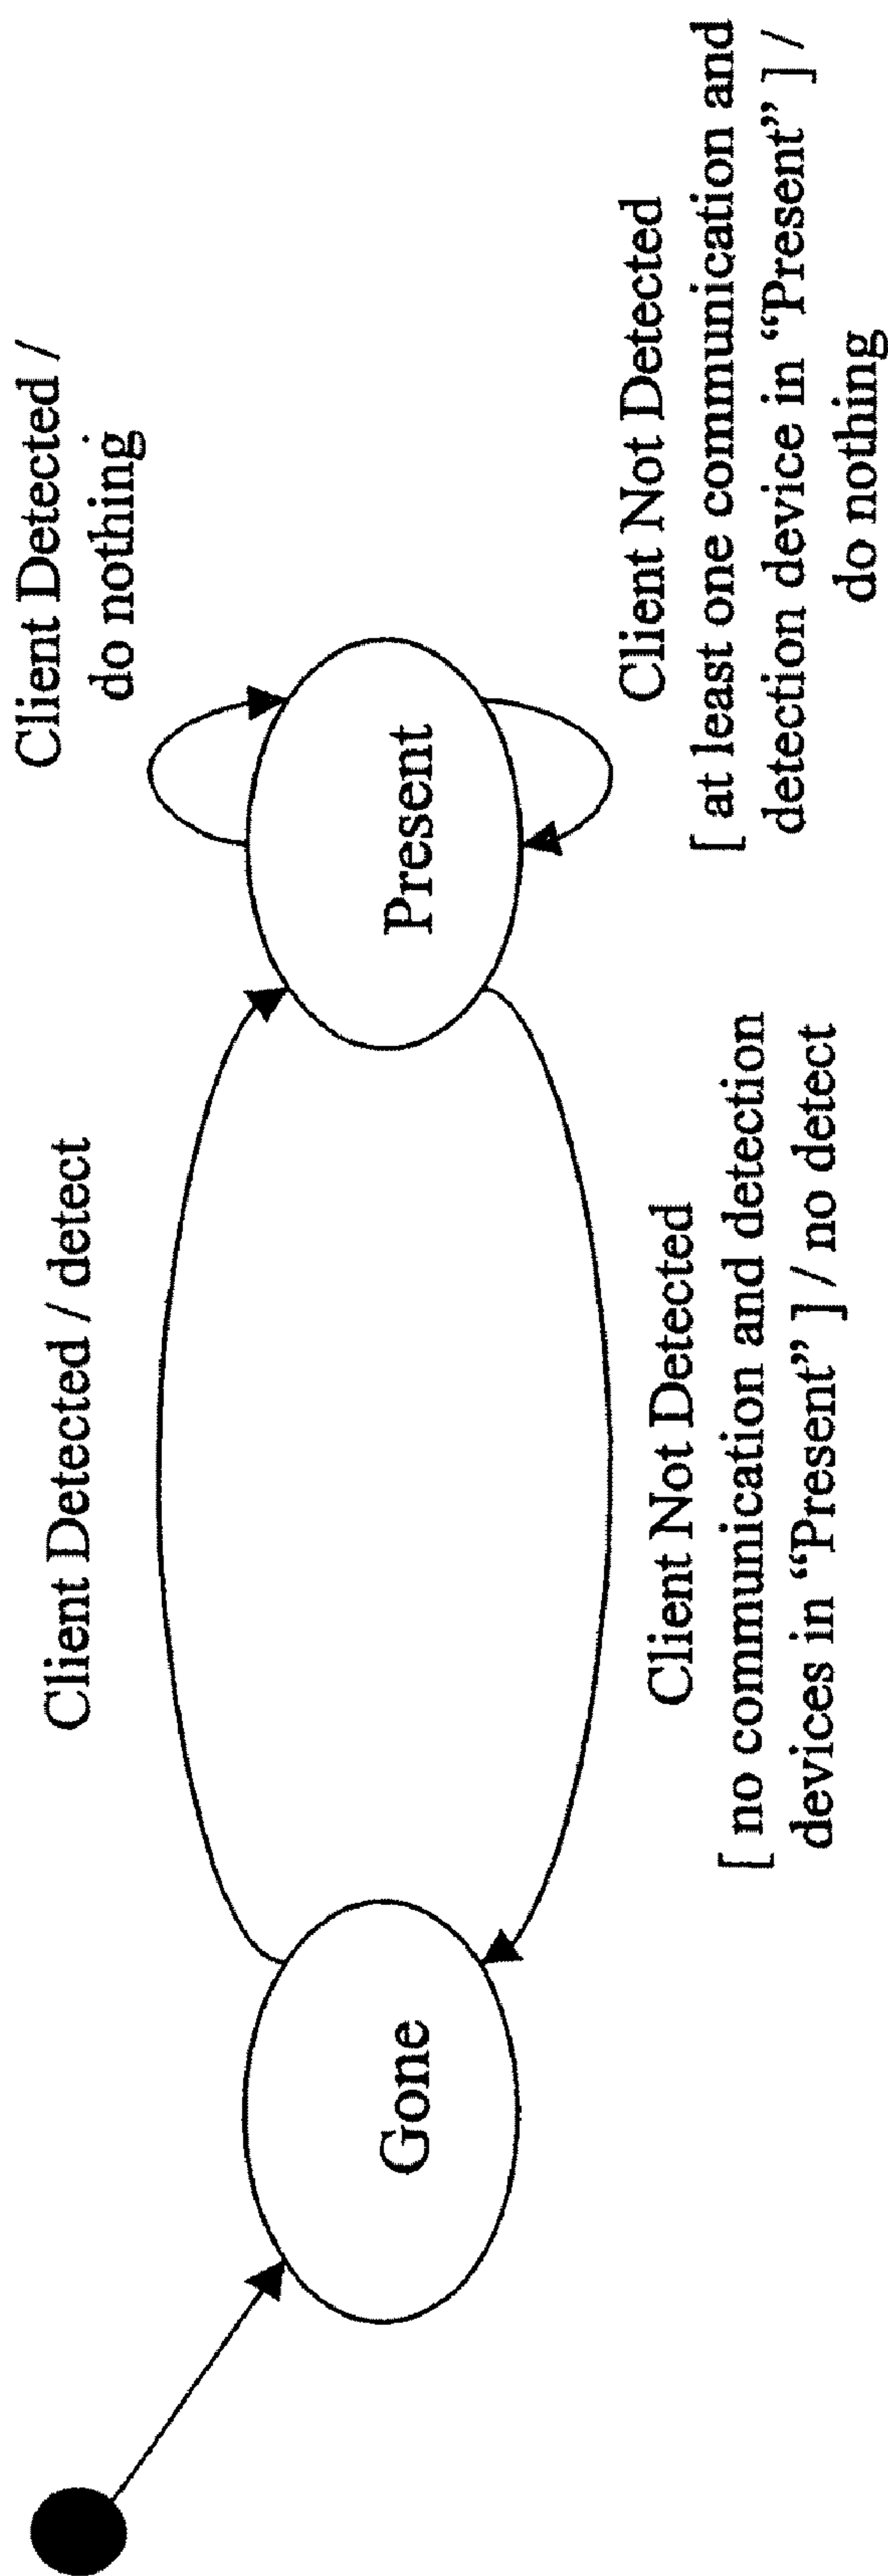 Client Detected /
do nothing
Client Detected / detect
Gone
Present
Client Not Detected
[ no communication and detection
devices in “Present” ] / no detect
Client Not Detected
[ at least one communication and
detection device in “Present” ] /
do nothing